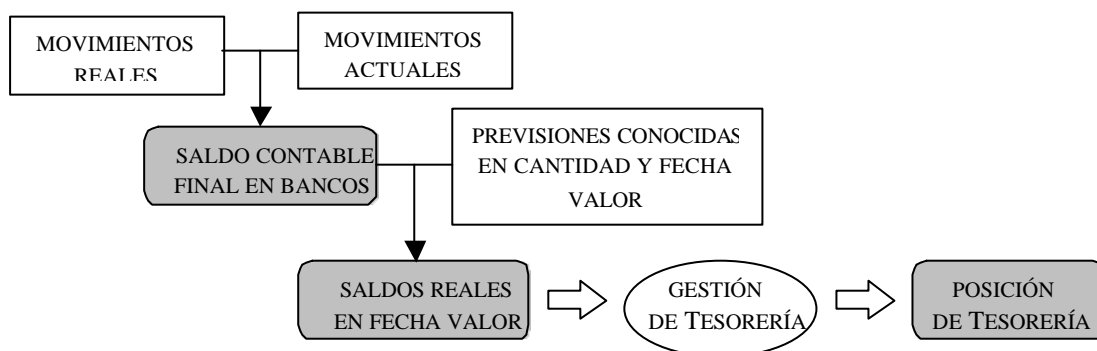 MOVIMIENTOS
REALES
MOVIMIENTOS
ACTUALES
SALDO CONTABLE
FINAL EN BANCOS
PREVISIONES CONOCIDAS
EN CANTIDAD Y FECHA
VALOR
SALDOS REALES
EN FECHA VALOR
GESTIÓN
DE TESORERÍA
POSICIÓN
DE TESORERÍA